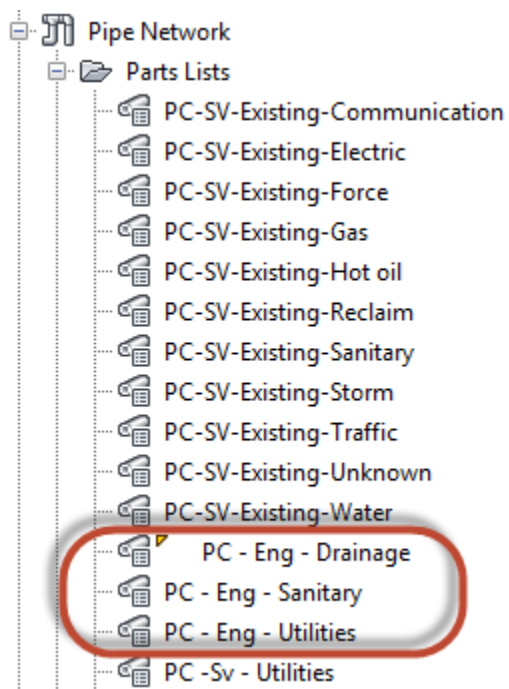 Pipe Network
Parts Lists
PC-SV-Existing-Communication
PC-SV-Existing-Electric
PC-SV-Existing-Force
PC-SV-Existing-Gas
PC-SV-Existing-Hot oil
PC-SV-Existing-Reclaim
PC-SV-Existing-Sanitary
PC-SV-Existing-Storm
PC-SV-Existing-Traffic
PC-SV-Existing-Unknown
PC-SV-Existing-Water
PC - Eng - Drainage
PC - Eng - Sanitary
PC - Eng - Utilities
PC -Sv - Utilities